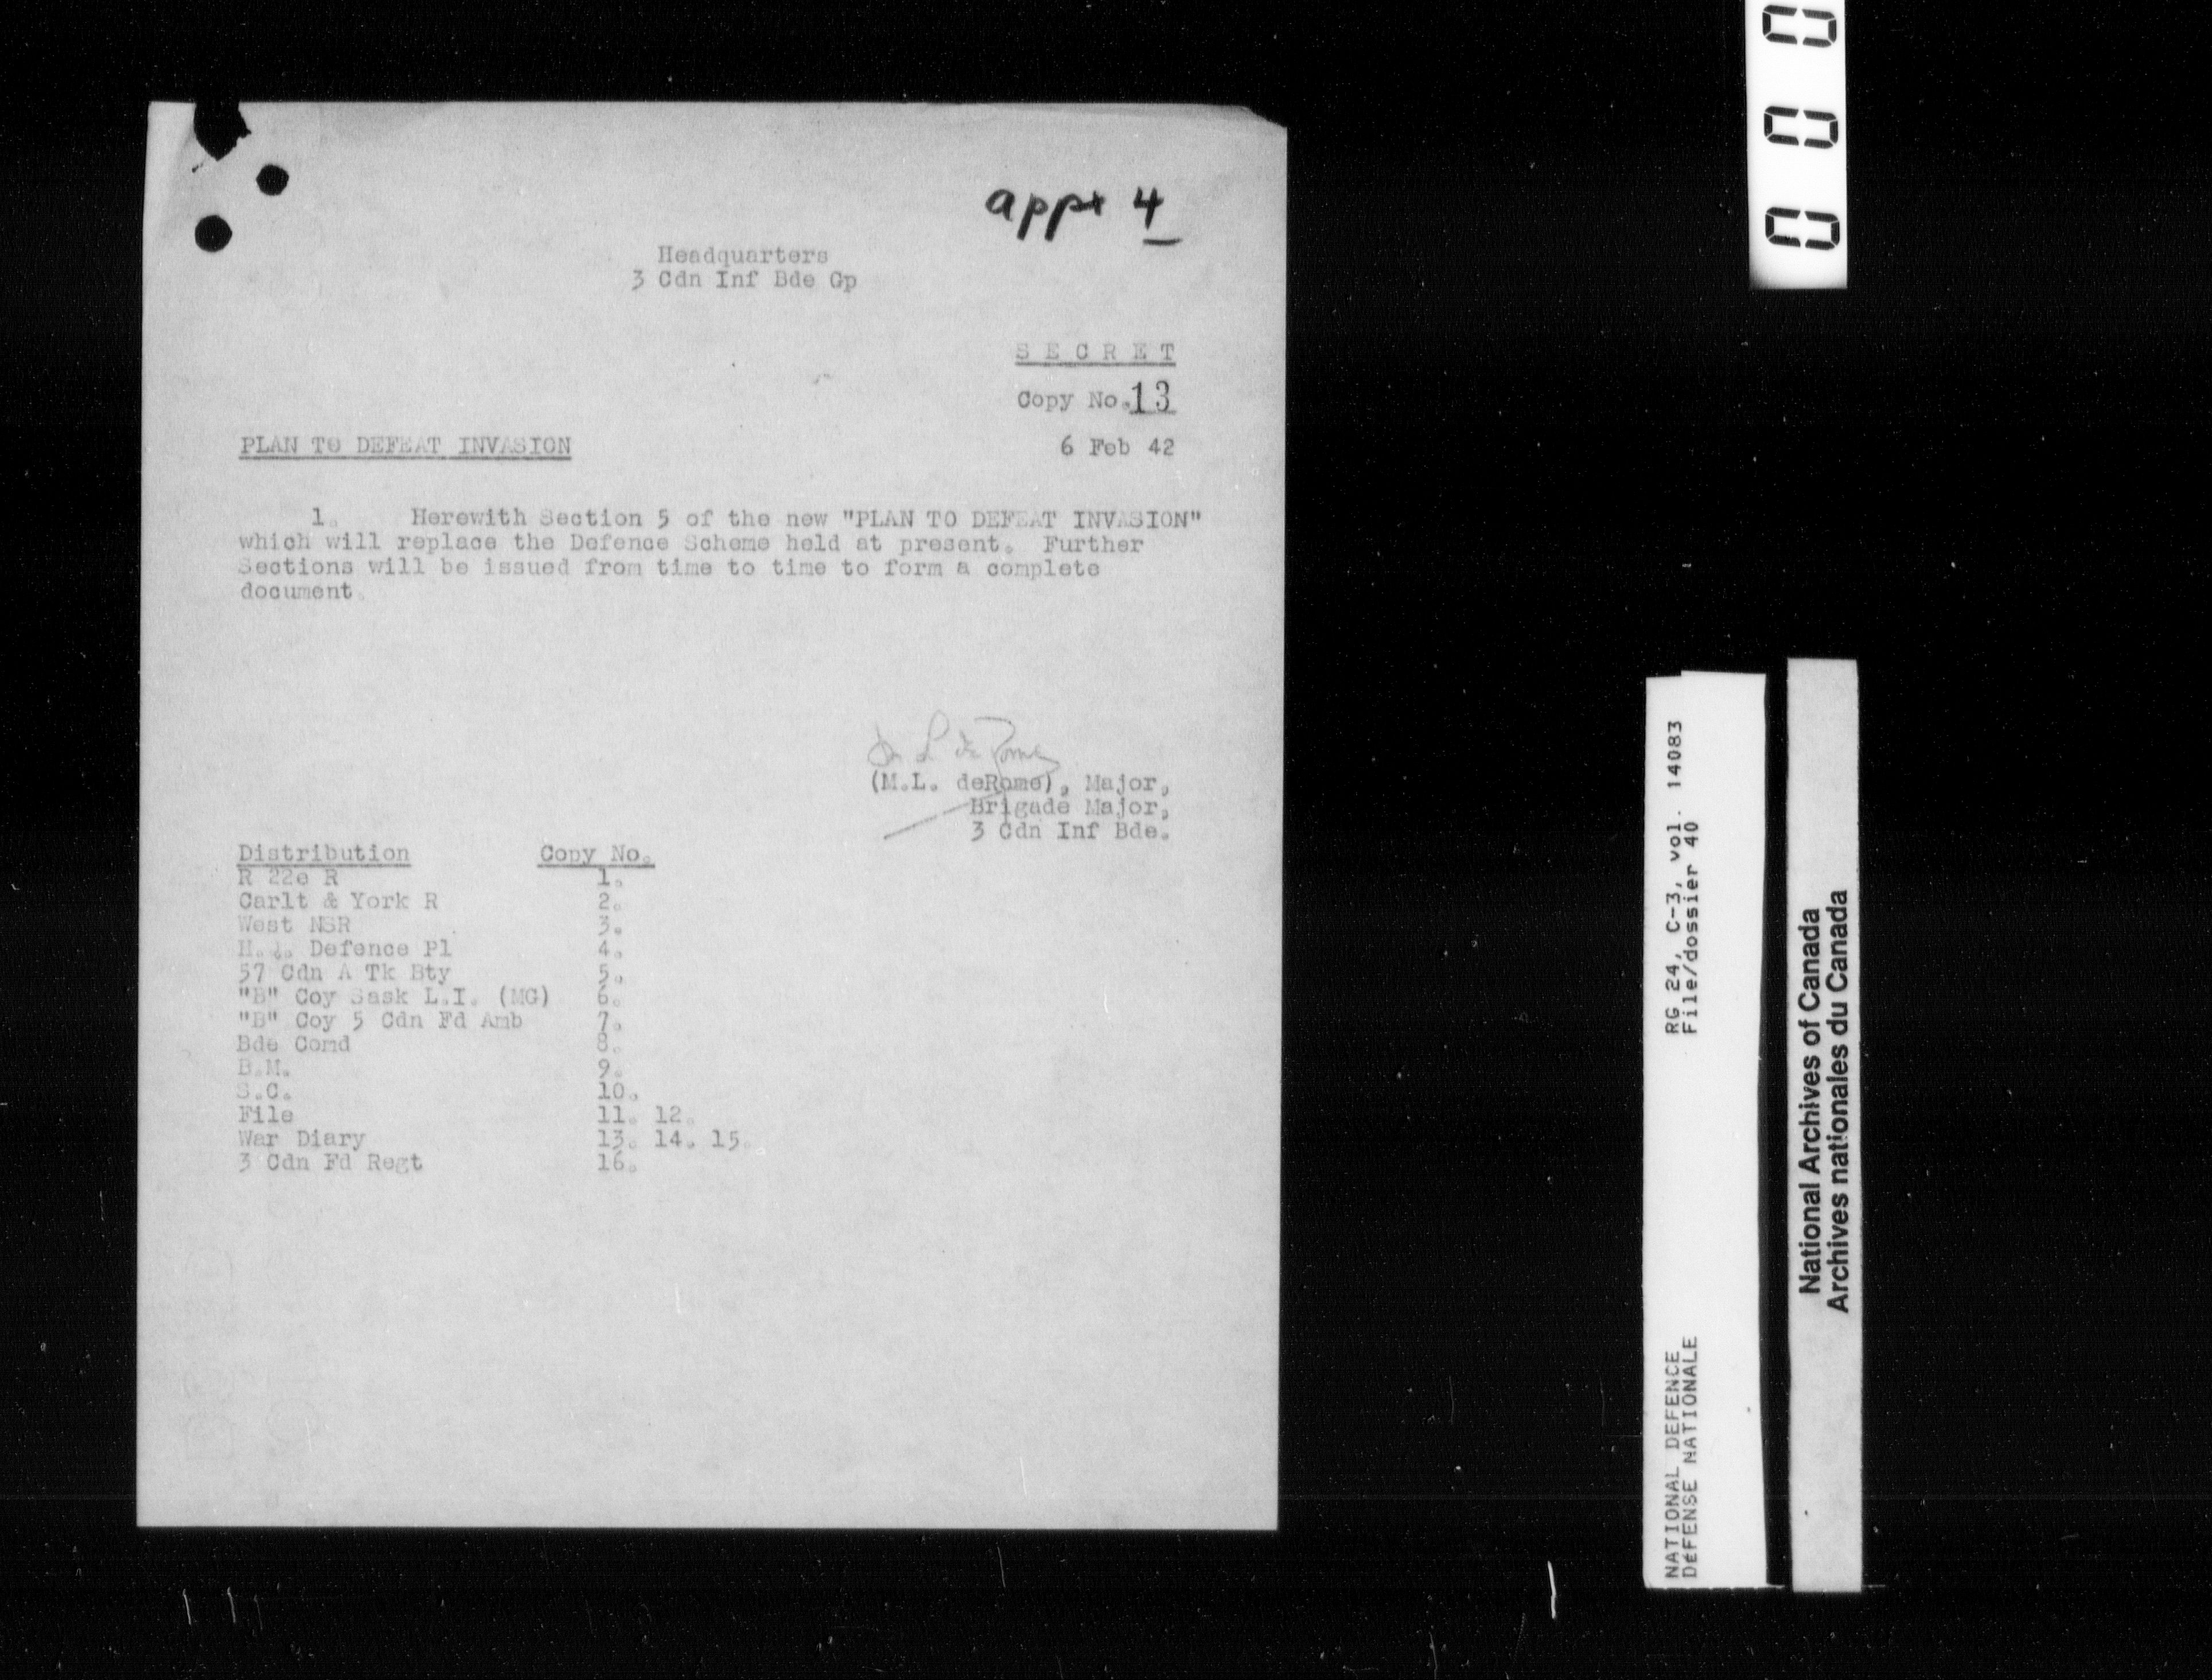 appx 4
Headquarters
3 Cdn Inf Bde Gp
S E C R E T
Copy No. 13
PLAN TO DEFEAT INVASION
6 Feb 42
1. Herewith Section 5 of the new "PLAN TO DEFEAT INVASION"
which will replace the Defence Scheme held at present. Further
Sections will be issued from time to time to form a complete
document.
(M.L. deRome), Major,
Brigade Major,
3 Cdn Inf Bde.
Distribution Copy No.
R 22e R 1.
Carlt & York R 2.
West NSR 3.
Defence Pl 4.
57 Cdn A Tk Bty 5.
"B" Coy Sask L.I. (MG) 6.
"B" Coy 5 Cdn Fd Amb 7.
Bde Comd 8.
B.M. 9.
S.C. 10.
File 11. 12.
War Diary 13. 14. 15.
3 Cdn Fd Regt 16.
0 0 0
RG 24, C-3, vol. 14083
File/dossier 40
NATIONAL DEFENCE
DÉFENSE NATIONALE
National Archives of Canada
Archives nationales du Canada